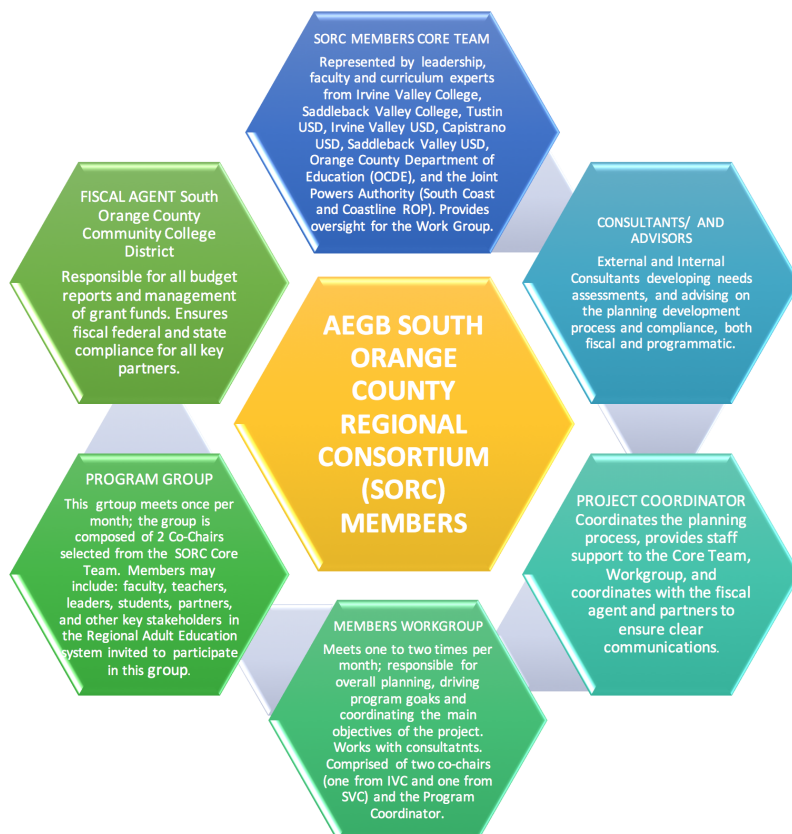 SORC MEMBERS CORE TEAM
Represented by leadership,
faculty and curriculum experts
from Irvine Valley College,
Saddleback Valley College, Tustin
USD, Irvine Valley USD, Capistrano
USD, Saddleback Valley USD,
Orange County Department of
Education (OCDE), and the Joint
Powers Authority (South Coast
and Coastline ROP). Provides
oversight for the Work Group.
CONSULTANTS/ AND
ADVISORS
External and Internal
Consultants developing needs
assessments, and advising on
the planning development
process and compliance, both
fiscal and programmatic.
PROJECT COORDINATOR
Coordinates the planning
process, provides staff
support to the Core Team,
Workgroup, and
coordinates with the fiscal
agent and partners to
ensure clear
communications.
MEMBERS WORKGROUP
Meets one to two times per
month; responsible for
overall planning, driving
program goaks and
coordinating the main
objectives of the project.
Works with consultatnts.
Comprised of two co-chairs
(one from IVC and one from
SVC) and the Program
Coordinator.
PROGRAM GROUP
This grtoup meets once per
month; the group is
composed of 2 Co-Chairs
selected from the SORC Core
Team. Members may
include: faculty, teachers,
leaders, students, partners,
and other key stakeholders in
the Regional Adult Education
system invited to participate
in this group.
FISCAL AGENT South
Orange County
Community College
District
Responsible for all budget
reports and management
of grant funds. Ensures
fiscal federal and state
compliance for all key
partners.
AEGB SOUTH
ORANGE
COUNTY
REGIONAL
CONSORTIUM
(SORC)
MEMBERS